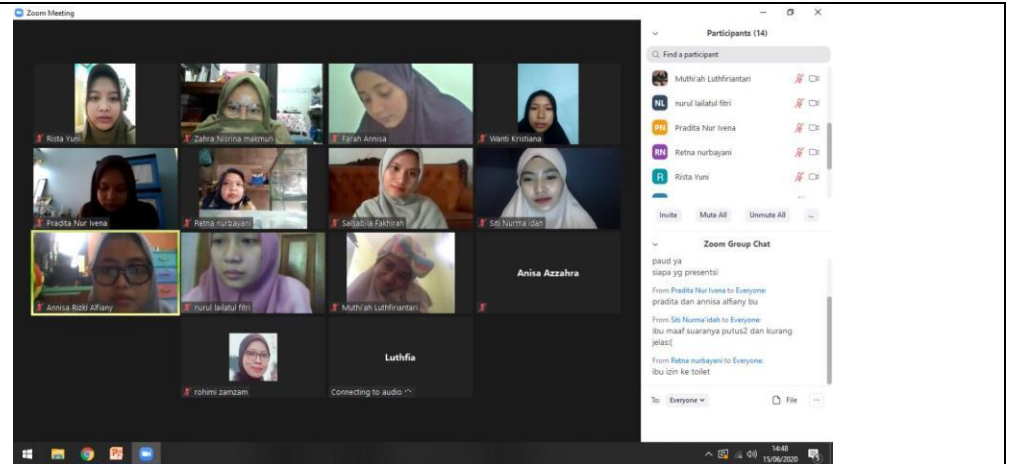 Zoom Meeting
Participants (14)
Find a participant
Muthi'ah Luthfiriantari
NL nurul lailatul fitri
PN Pradita Nur Ivena
RN Retna nurbayani
R Rista Yuni
Invite Mute All Unmute All ...
Zoom Group Chat
paud ya
siapa yg presentsi
From Pradita Nur Ivena to Everyone:
pradita dan annisa alfiany bu
From Siti Nurma'idah to Everyone:
ibu maaf suaranya putus2 dan kurang
jelas:(
From Retna nurbayani to Everyone:
ibu izin ke toilet
To: Everyone File ...
Rista Yuni
Zahra Nisrina makmun
Farah Annisa
Wanti Kristiana
Pradita Nur Ivena
Retna nurbayani
Salsabila Fakhirah
Siti Nurma'idah
Annisa Rizki Alfiany
nurul lailatul fitri
Muthi'ah Luthfiriantari
Anisa Azzahra
rohimi zamzam
Luthfia
Connecting to audio
14:48
15/06/2020